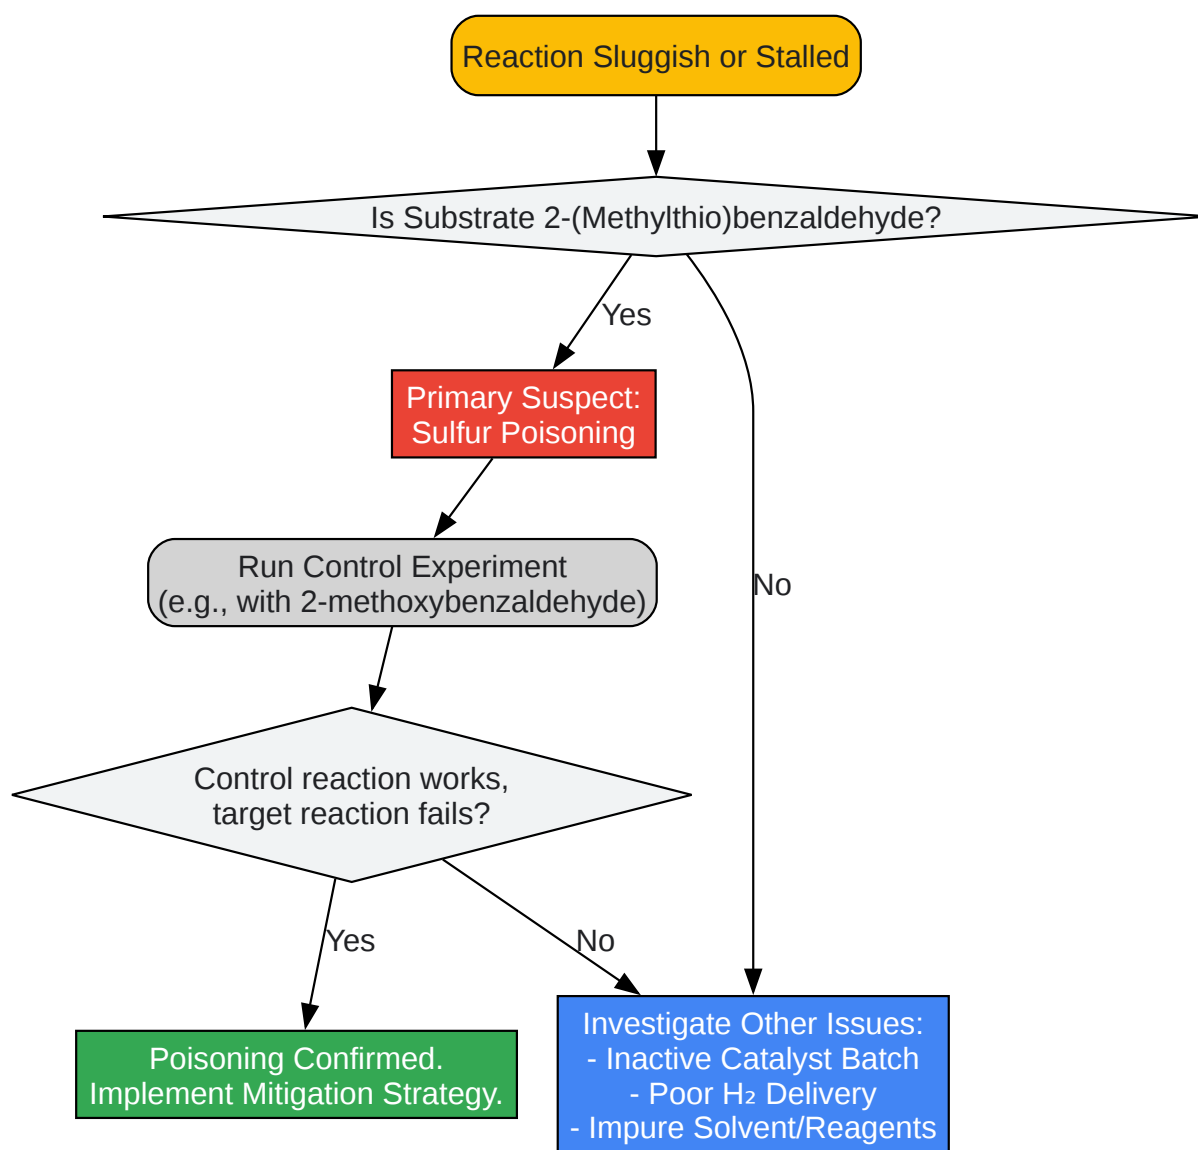 Reaction Sluggish or Stalled
Is Substrate 2-(Methylthio)benzaldehyde?
Yes
Primary Suspect:
Sulfur Poisoning
Run Control Experiment
(e.g., with 2-methoxybenzaldehyde)
No
Control reaction works,
target reaction fails?
Yes
No
Poisoning Confirmed.
Implement Mitigation Strategy.
Investigate Other Issues:
- Inactive Catalyst Batch
- Poor H₂ Delivery
- Impure Solvent/Reagents